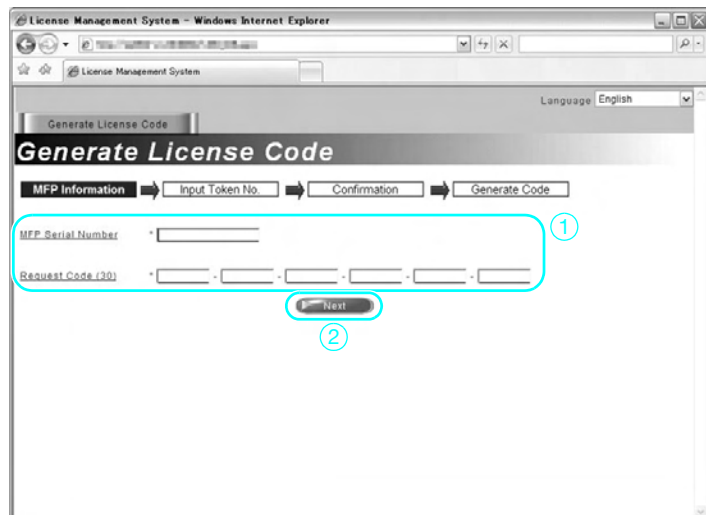 License Management System - Windows Internet Explorer
License Management System
Language English
Generate License Code
Generate License Code
MFP Information Input Token No. Confirmation Generate Code
1
MFP Serial Number *
Request Code (30) * - - - - -
Next
2